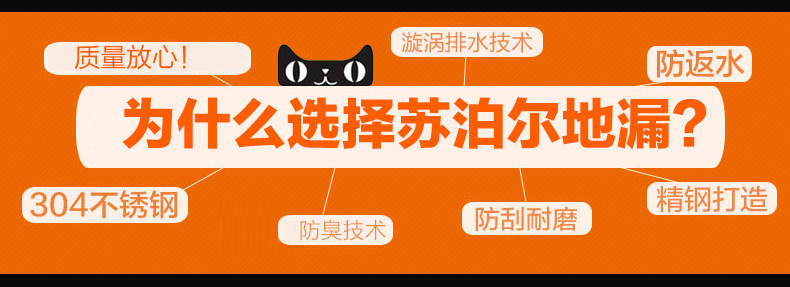 质量放心！
漩涡排水技术
防返水
为什么选择苏泊尔地漏？
304不锈钢
防臭技术
防刮耐磨
精钢打造